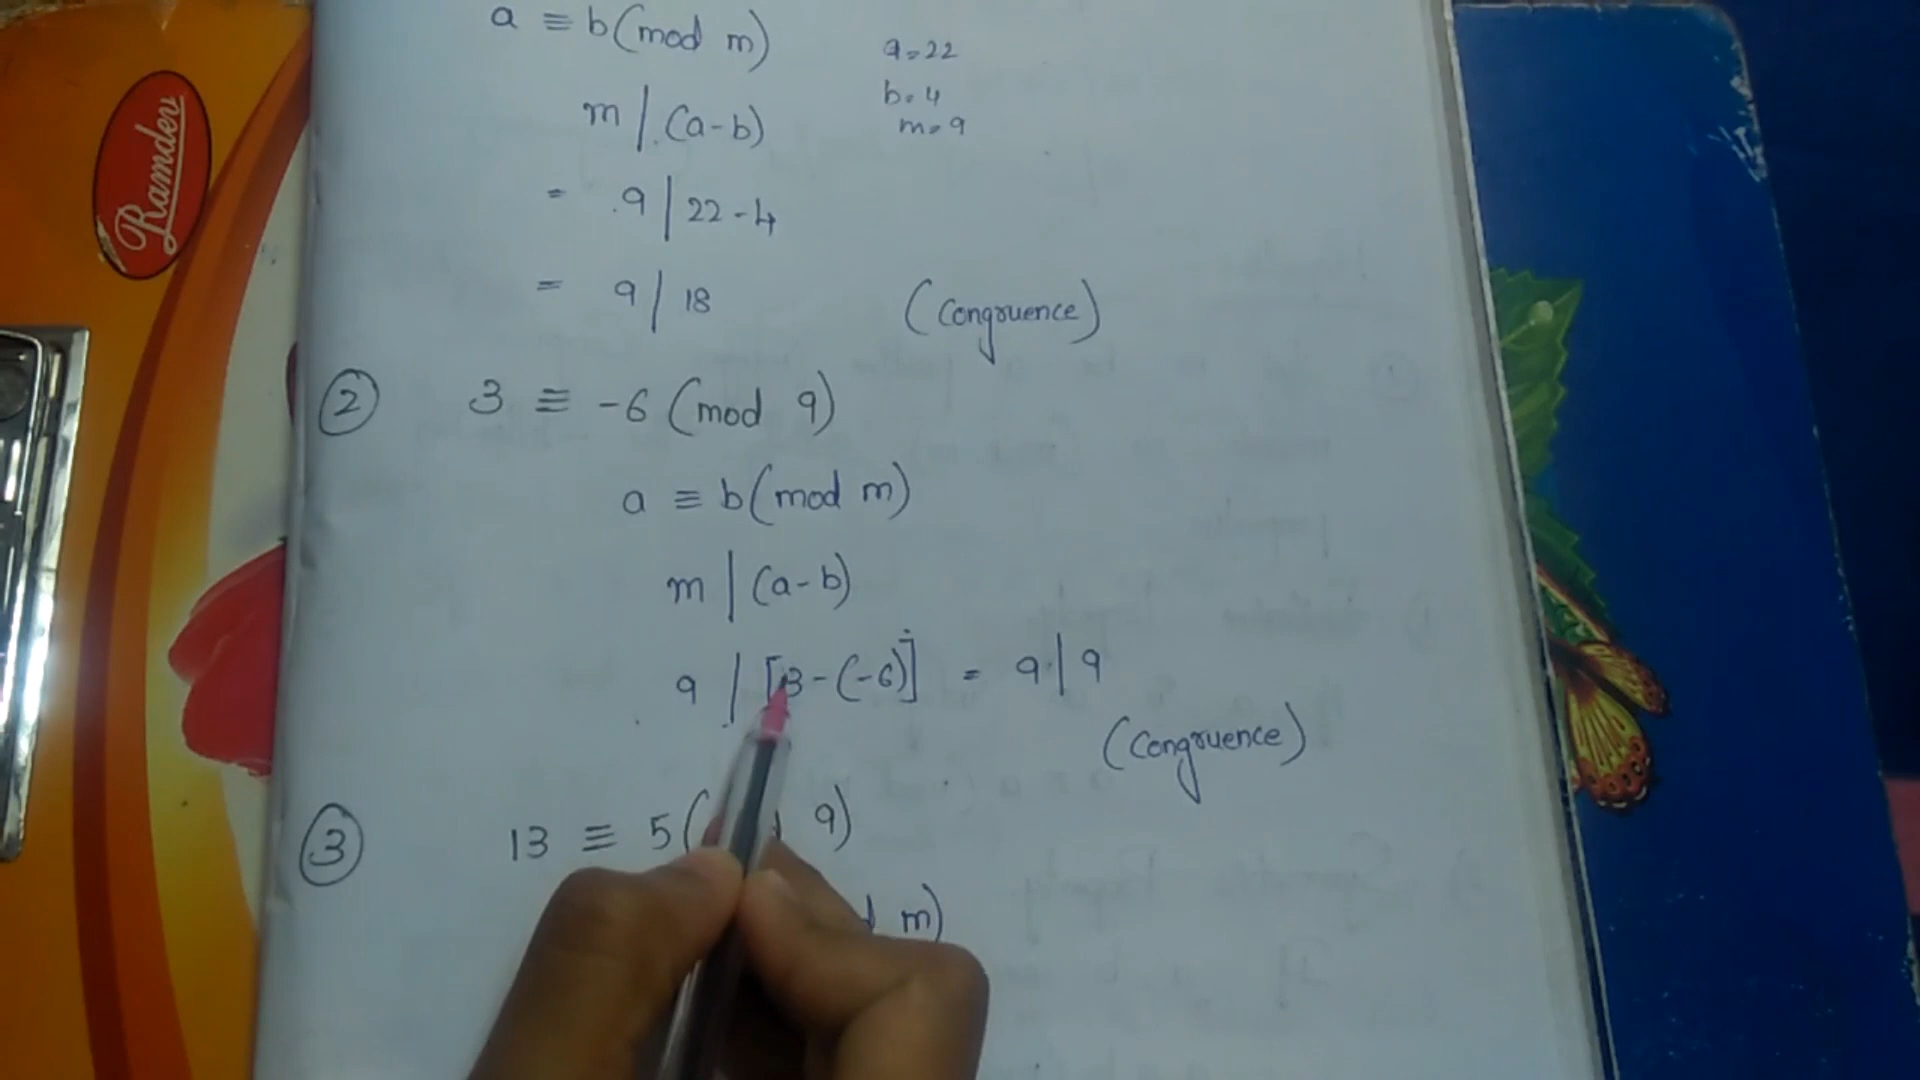 Ramdev
a ≡ b(mod m)
a=22
b=4
m=9
m | (a-b)
= 9 | 22-4
= 9 | 18 (Congruence)
② 3 ≡ -6 (mod 9)
a ≡ b(mod m)
m | (a-b)
9 | [3-(-6)] = 9 | 9
(Congruence)
③ 13 ≡ 5( 9)
m)